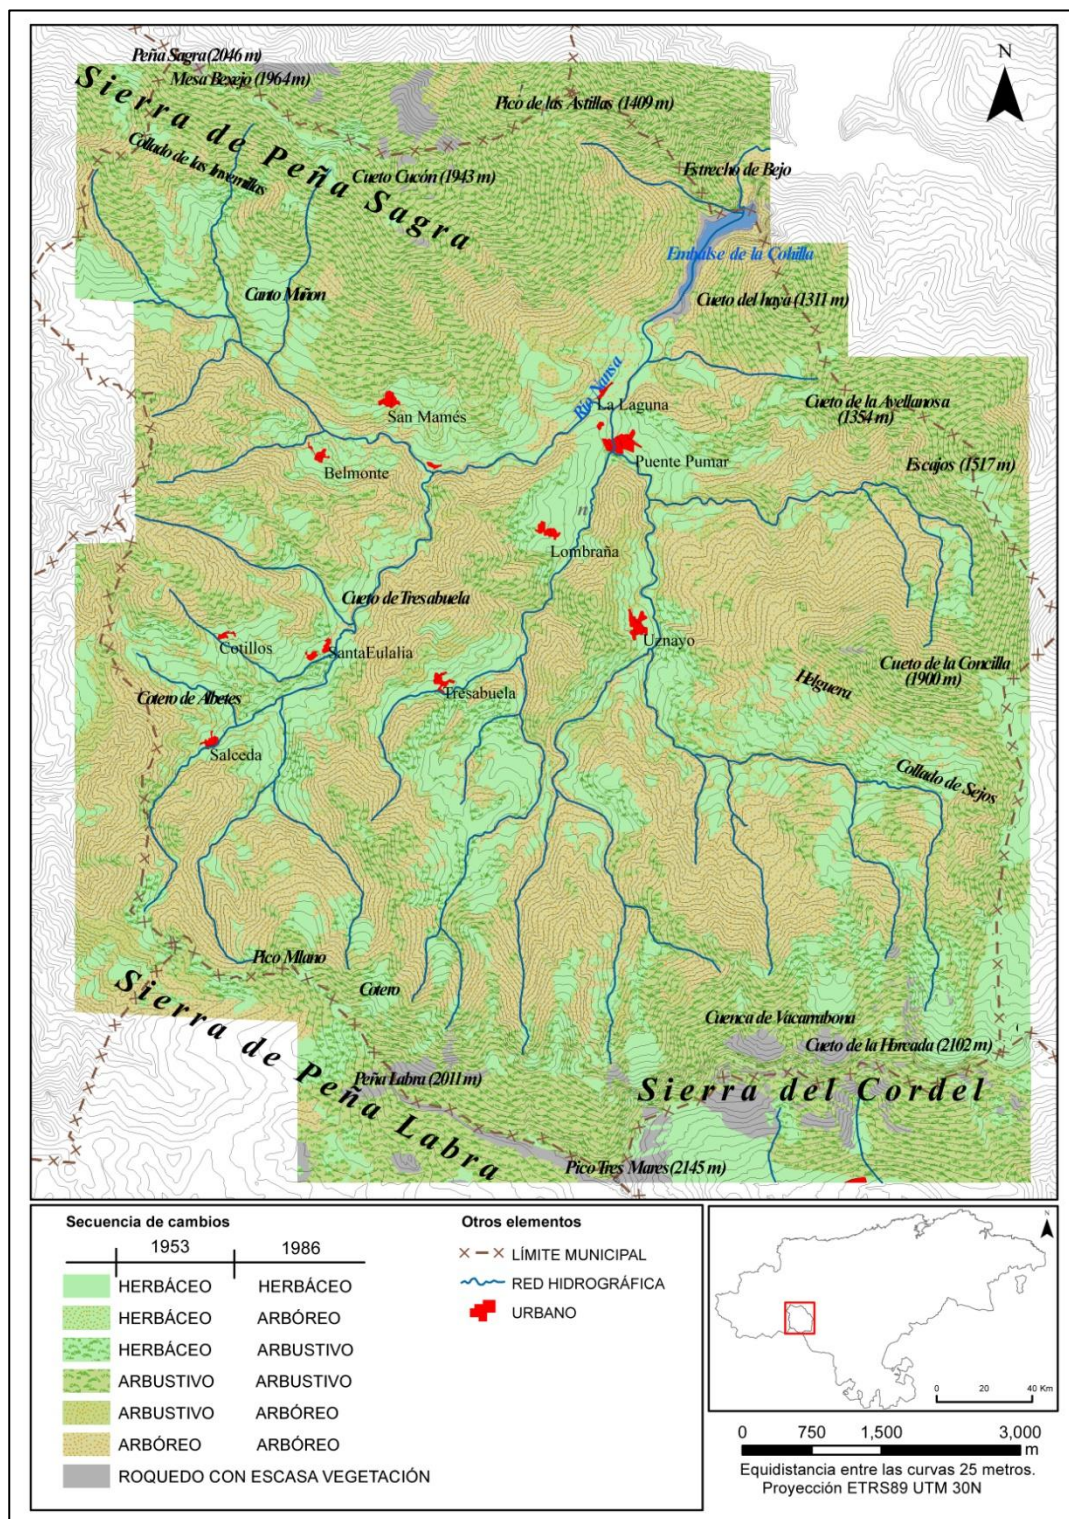 Peña Sagra (2046 m)
Mesa Bexejo (1964 m)
Sierra de Peña Sagra
Collado de las Invernillas
Pico de las Astillas (1409 m)
N
Cueto Cucón (1943 m)
Estrecho de Bejo
Embalse de la Cohilla
Canto Muñon
Cueto del haya (1311 m)
Río Nansa
La Laguna
San Mamés
Cueto de la Avellanosa
(1354 m)
Puente Pumar
Belmonte
Escajos (1517 m)
n
Lombraña
Cueto de Tresabuela
Cotillos
SantaEulalia
Uznayo
Cueto de la Concilla
(1900 m)
Tresabuela
Helguera
Cotero de Albetes
Salceda
Collado de Sejos
Pico Mllano
Cotero
Sierra de Peña Labra
Cuenca de Vacarrabona
Cueto de la Horcada (2102 m)
Peña Labra (2011 m)
Sierra del Cordel
Pico Tres Mares (2145 m)
Secuencia de cambios
1953 1986
HERBÁCEO HERBÁCEO
HERBÁCEO ARBÓREO
HERBÁCEO ARBUSTIVO
ARBUSTIVO ARBUSTIVO
ARBUSTIVO ARBÓREO
ARBÓREO ARBÓREO
ROQUEDO CON ESCASA VEGETACIÓN
Otros elementos
LÍMITE MUNICIPAL
RED HIDROGRÁFICA
URBANO
N
0 20 40 Km
0 750 1,500 3,000
m
Equidistancia entre las curvas 25 metros.
Proyección ETRS89 UTM 30N